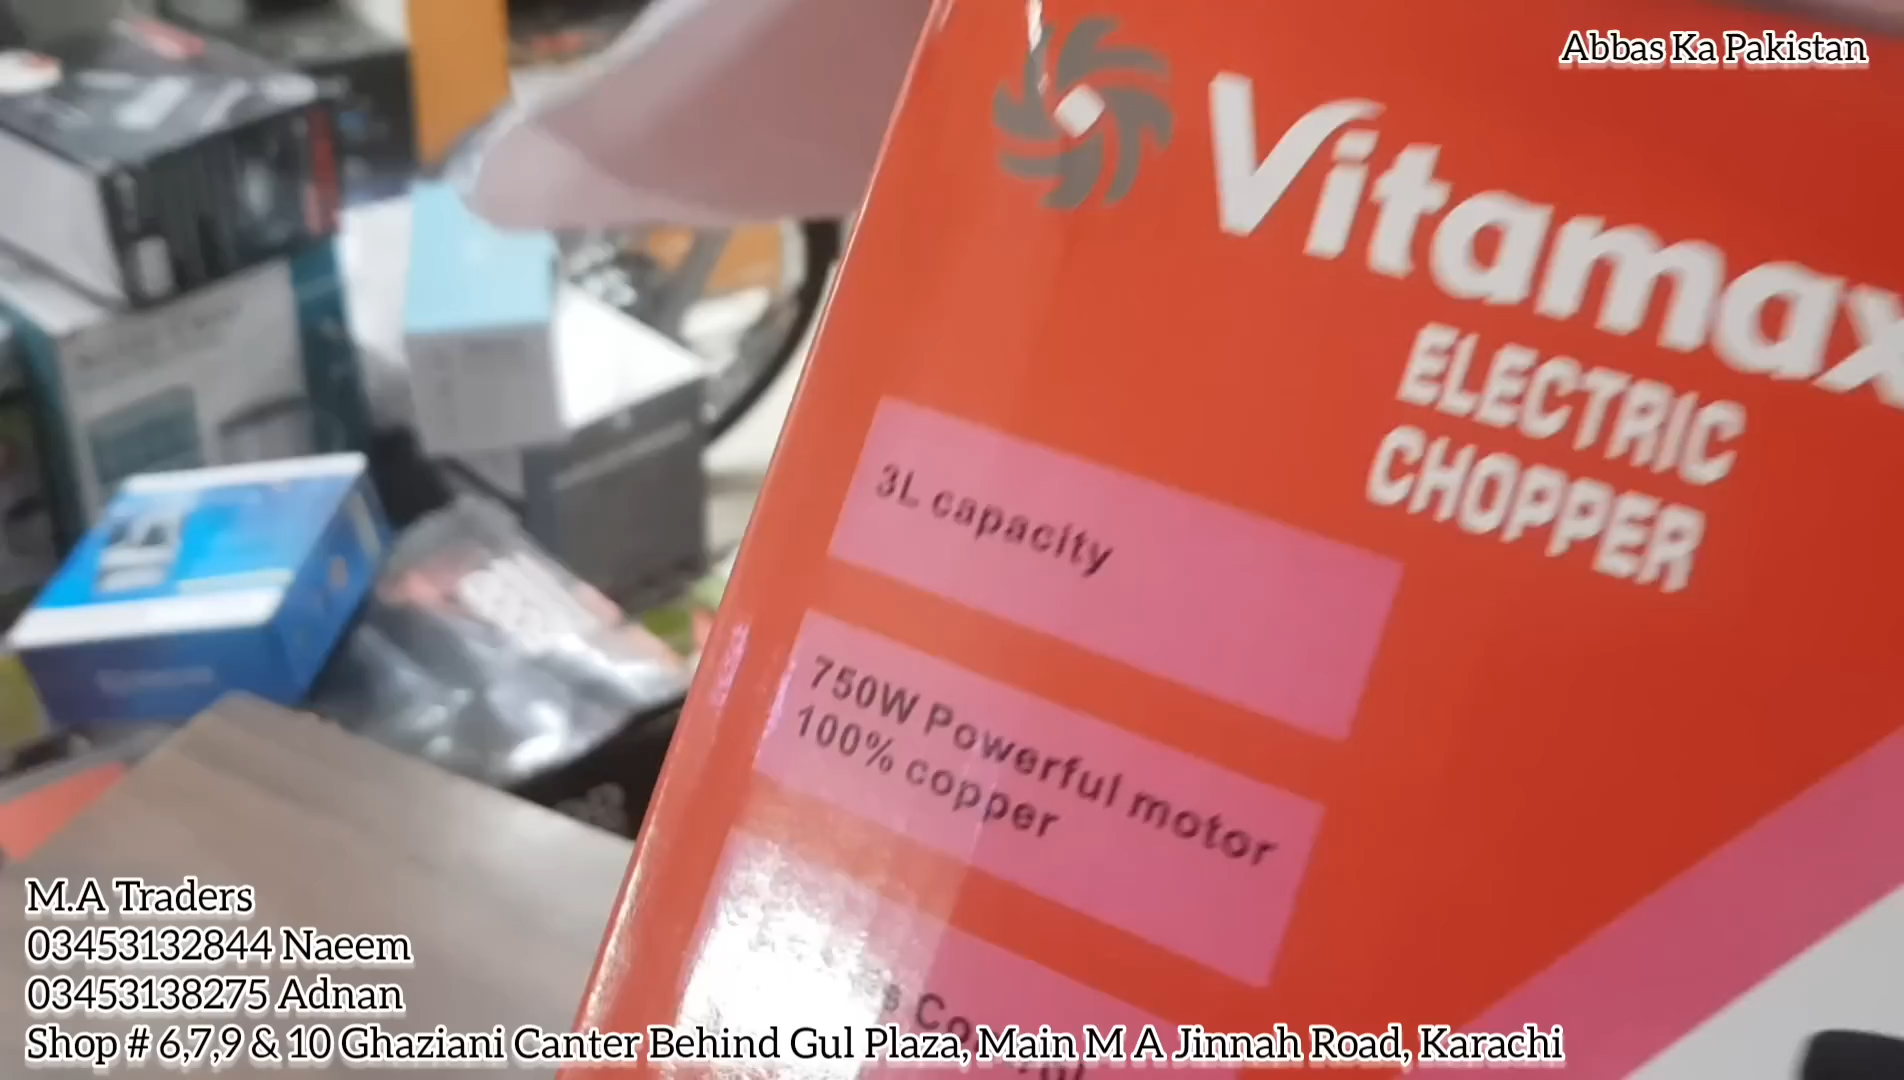 Abbas Ka Pakistan
Vitamax
ELECTRIC
CHOPPER
3L capacity
750W Powerful motor
100% copper
M.A Traders
03453132844 Naeem
03453138275 Adnan
Shop # 6,7,9 & 10 Ghaziani Canter Behind Gul Plaza, Main M A Jinnah Road, Karachi